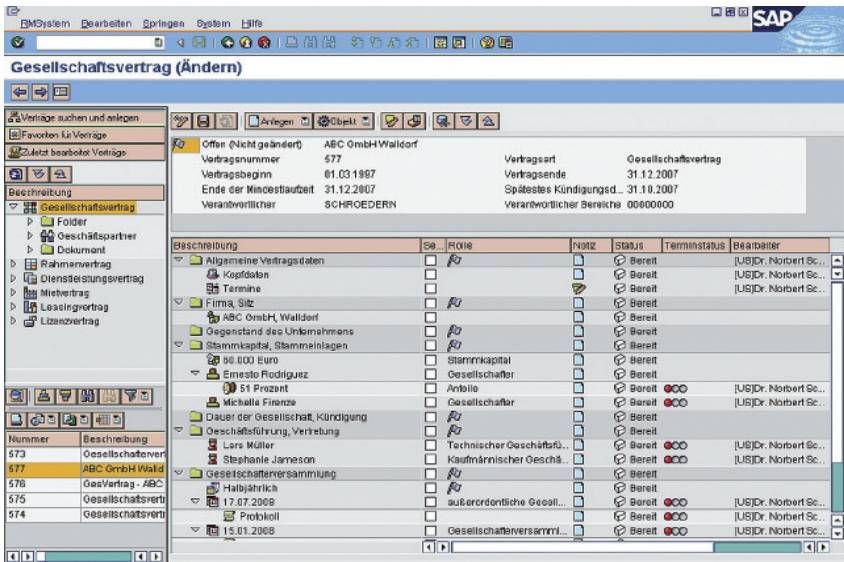 RMSystem Bearbeiten Springen System Hilfe
SAP
Gesellschaftsvertrag (Ändern)
Verträge suchen und anlegen
Favoriten für Verträge
Zuletzt bearbeitet Verträge
Beschreibung
Gesellschaftsvertrag
Folder
Geschäftspartner
Dokument
Rahmenvertrag
Dienstleistungsvertrag
Mietvertrag
Leasingvertrag
Lizenzvertrag
Nummer Beschreibung
573 Gesellschaftervert
577 ABC GmbH Walld
576 GesVertrag - ABC
575 Gesellschaftsvertr
574 Gesellschaftsvertr
Anlegen Objekt
Offen (Nicht geändert) ABC GmbH Walldorf
Vertragsnummer 577 Vertragsart Gesellschaftsvertrag
Vertragsbeginn 01.03.1997 Vertragsende 31.12.2007
Ende der Mindestlaufzeit 31.12.2007 Spätestes Kündigungsd... 31.10.2007
Verantwortlicher SCHROEDERN Verantwortlicher Bereiche 00000000
Beschreibung Se... Rolle Notiz Status Terminstatus Bearbeiter
Allgemeine Vertragsdaten Bereit [US]Dr. Norbert Sc...
Kopfdaten Bereit [US]Dr. Norbert Sc...
Termine Bereit [US]Dr. Norbert Sc...
Firma, Sitz Bereit
ABC GmbH, Walldorf Bereit
Gegenstand des Unternehmens Bereit
Stammkapital, Stammeinlagen Bereit
60.000 Euro Stammkapital Bereit
Ernesto Rodriguez Gesellschafter Bereit
51 Prozent Anteile Bereit [US]Dr. Norbert Sc...
Michelle Firenze Gesellschafter Bereit [US]Dr. Norbert Sc...
Dauer der Gesellschaft, Kündigung Bereit
Geschäftsführung, Vertretung Bereit
Lars Müller Technischer Geschäftsfü... Bereit [US]Dr. Norbert Sc...
Stephanie Jameson Kaufmännischer Geschä... Bereit [US]Dr. Norbert Sc...
Gesellschafterversammlung Bereit
Halbjährlich Bereit
17.07.2008 außerordentliche Gesell... Bereit [US]Dr. Norbert Sc...
Protokoll Bereit
15.01.2008 Gesellschafterversamml... Bereit [US]Dr. Norbert Sc...